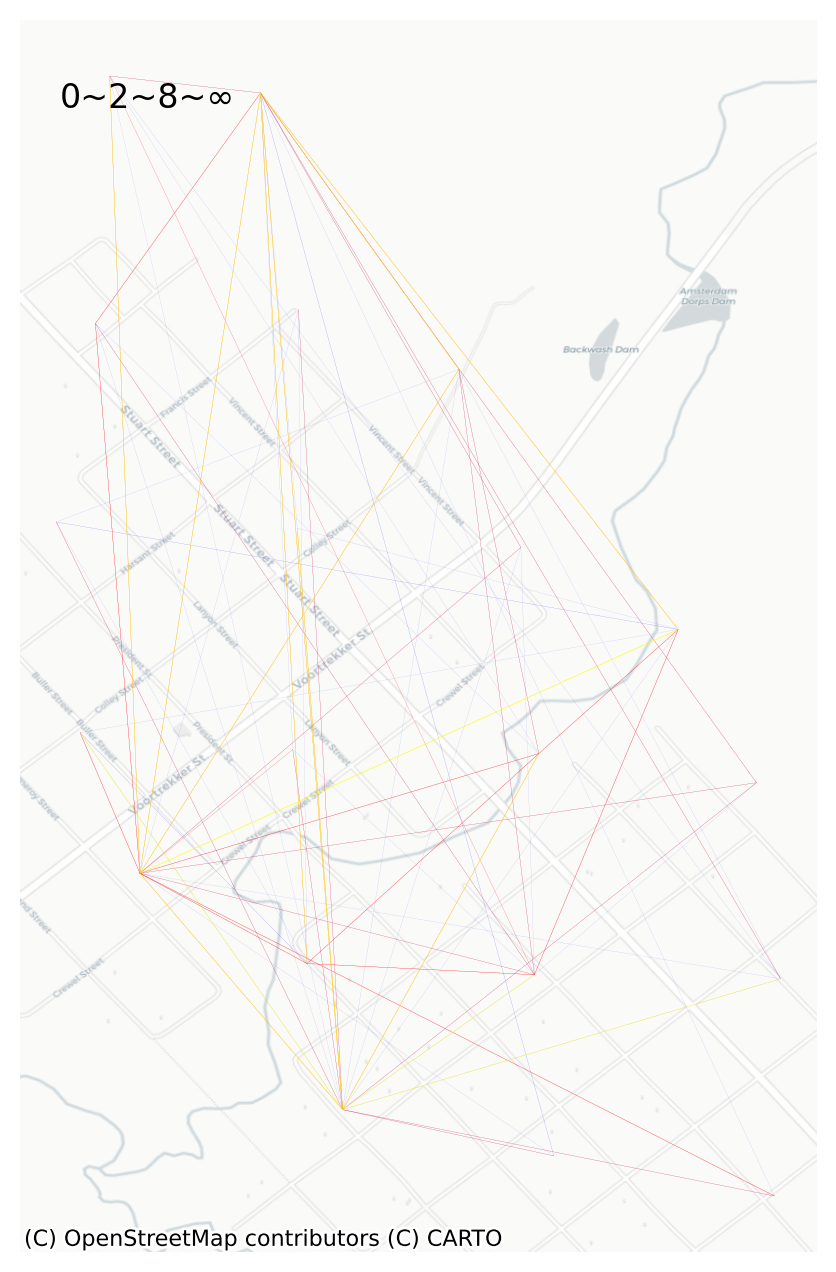 0~2~8~∞
Amsterdam
Dorps Dam
Backwash Dam
Francis Street
Vincent Street
Stuart Street
Vincent Street
Vincent Street
Stuart Street
Colley Street
Harsant Street
Stuart Street
Lanyon Street
President St
Voortrekker St
Buller Street
Colley Street
Crewel Street
Buller Street
President St
Lanyon Street
Voortrekker St
Crewel Street
Crewel Street
Street
Street
Crewel Street
(C) OpenStreetMap contributors (C) CARTO